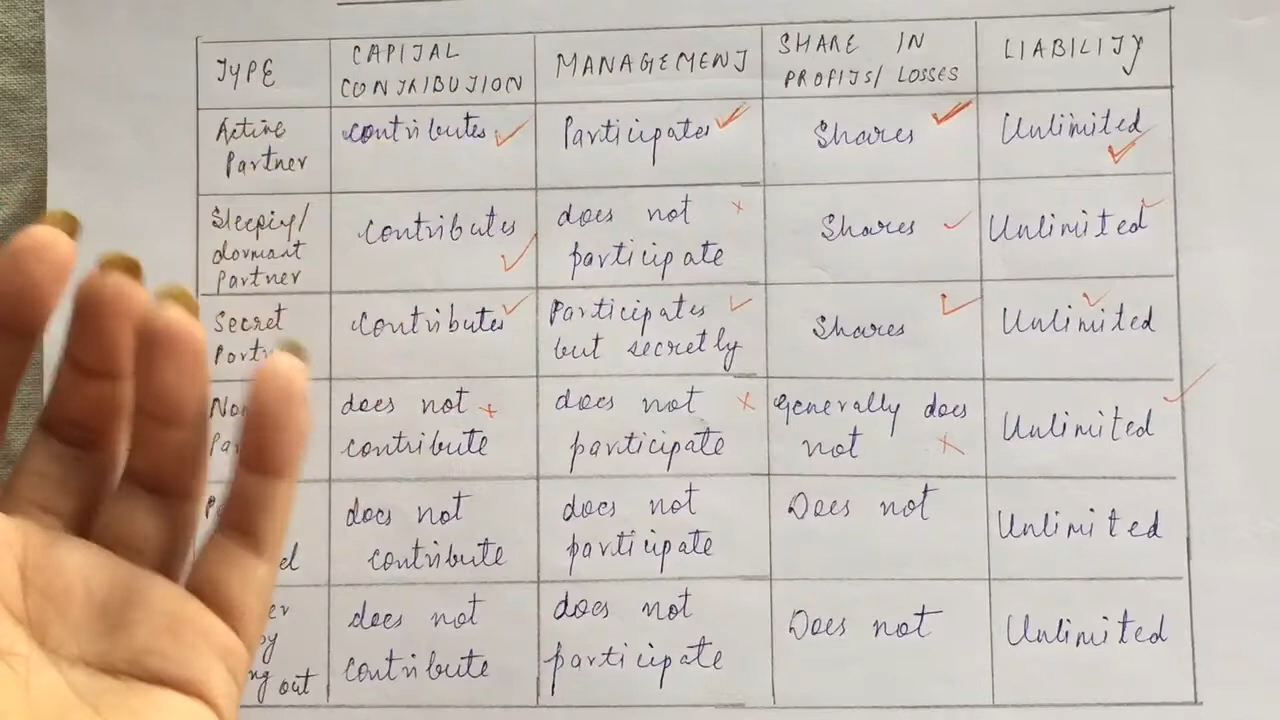 TYPE
CAPITAL
CONTRIBUTION
MANAGEMENT
SHARE IN
PROFITS/ LOSSES
LIABILITY
Active
Partner
contributes
Participates
Shares
Unlimited
Sleeping/
dormant
Partner
contributes
does not
participate
Shares
Unlimited
Secret
contributes
Participates
but secretly
Shares
Unlimited
does not
contribute
does not
participate
Generally does
not
Unlimited
does not
contribute
does not
participate
Does not
Unlimited
out
does not
contribute
does not
participate
Does not
Unlimited